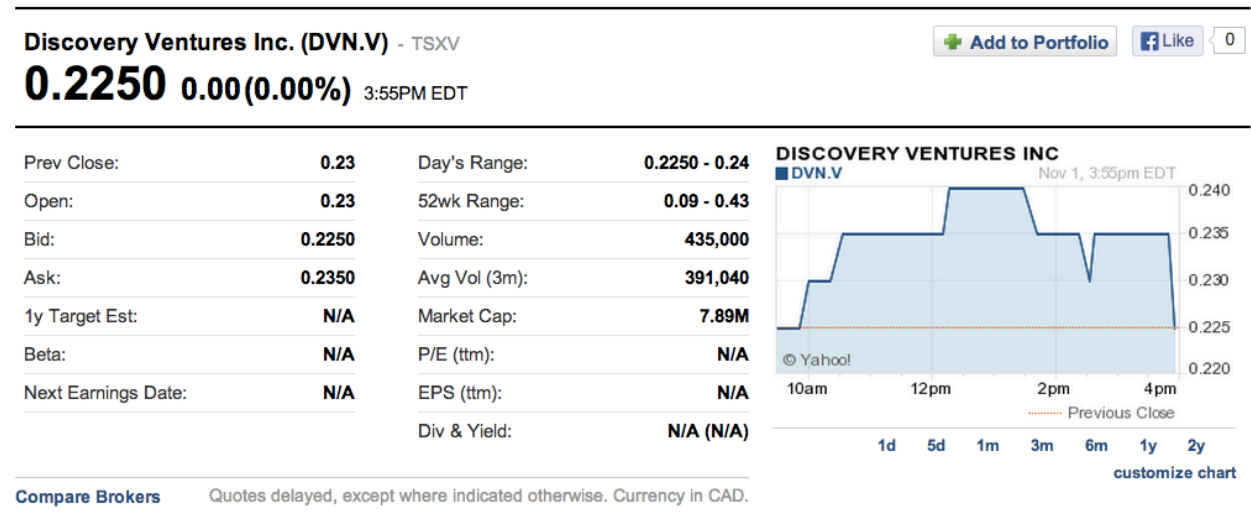 Discovery Ventures Inc. (DVN.V) - TSXV
Add to Portfolio
Like
0
0.2250 0.00(0.00%) 3:55PM EDT
Prev Close: 0.23
Open: 0.23
Bid: 0.2250
Ask: 0.2350
1y Target Est: N/A
Beta: N/A
Next Earnings Date: N/A
Day's Range: 0.2250 - 0.24
52wk Range: 0.09 - 0.43
Volume: 435,000
Avg Vol (3m): 391,040
Market Cap: 7.89M
P/E (ttm): N/A
EPS (ttm): N/A
Div & Yield: N/A (N/A)
DISCOVERY VENTURES INC
DVN.V Nov 1, 3:55pm EDT
0.240
0.235
0.230
0.225
0.220
© Yahoo!
10am 12pm 2pm 4pm
Previous Close
1d 5d 1m 3m 6m 1y 2y
customize chart
Compare Brokers
Quotes delayed, except where indicated otherwise. Currency in CAD.